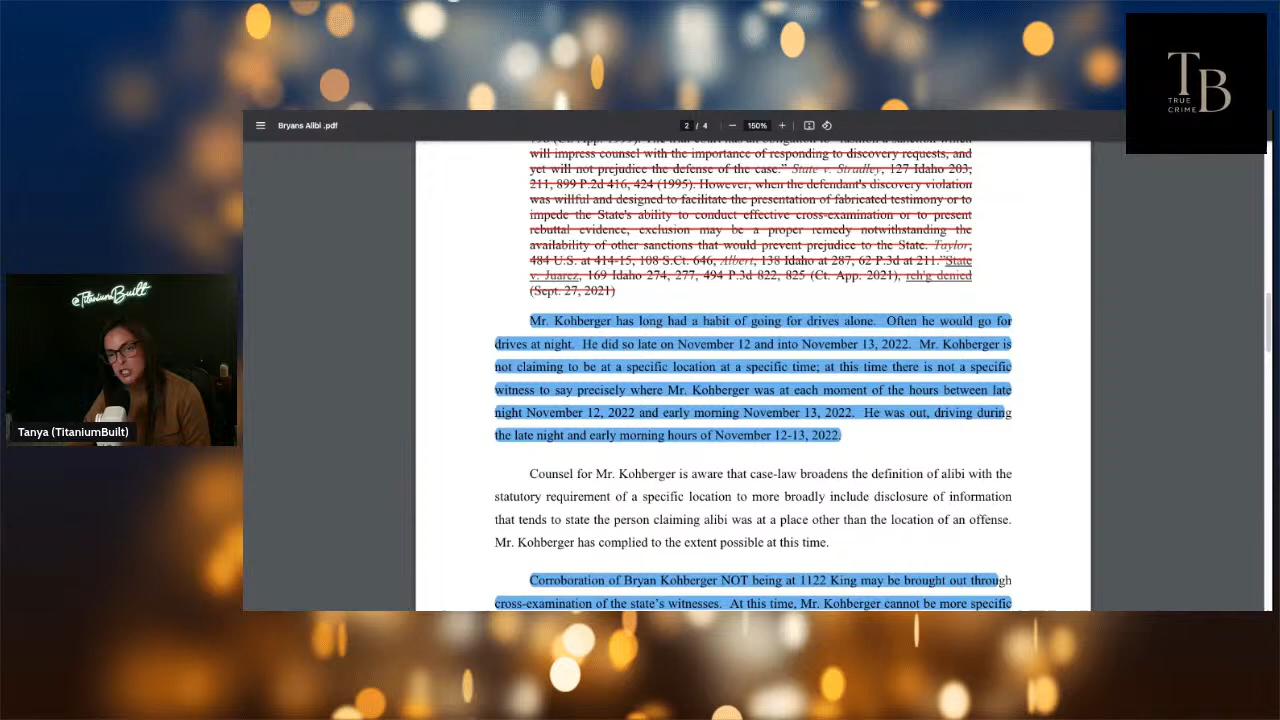 TB
TRUE
CRIME
Bryans Alibi .pdf
2 / 4
150%
will impress counsel with the importance of responding to discovery requests, and
yet will not prejudice the defense of the case." State v. Stradley, 127 Idaho 203,
211, 899 P.2d 416, 424 (1995). However, when the defendant's discovery violation
was willful and designed to facilitate the presentation of fabricated testimony or to
impede the State's ability to conduct effective cross-examination or to present
rebuttal evidence, exclusion may be a proper remedy notwithstanding the
availability of other sanctions that would prevent prejudice to the State. Taylor,
484 U.S. at 414-15, 108 S.Ct. 646; Albert, 138 Idaho at 287, 62 P.3d at 211."State
v. Juarez, 169 Idaho 274, 277, 494 P.3d 822, 825 (Ct. App. 2021), reh'g denied
(Sept. 27, 2021)
Mr. Kohberger has long had a habit of going for drives alone. Often he would go for
drives at night. He did so late on November 12 and into November 13, 2022. Mr. Kohberger is
not claiming to be at a specific location at a specific time; at this time there is not a specific
witness to say precisely where Mr. Kohberger was at each moment of the hours between late
night November 12, 2022 and early morning November 13, 2022. He was out, driving during
the late night and early morning hours of November 12-13, 2022.
Counsel for Mr. Kohberger is aware that case-law broadens the definition of alibi with the
statutory requirement of a specific location to more broadly include disclosure of information
that tends to state the person claiming alibi was at a place other than the location of an offense.
Mr. Kohberger has complied to the extent possible at this time.
Corroboration of Bryan Kohberger NOT being at 1122 King may be brought out through
cross-examination of the state's witnesses. At this time, Mr. Kohberger cannot be more specific
@TitaniumBuilt
Tanya (TitaniumBuilt)